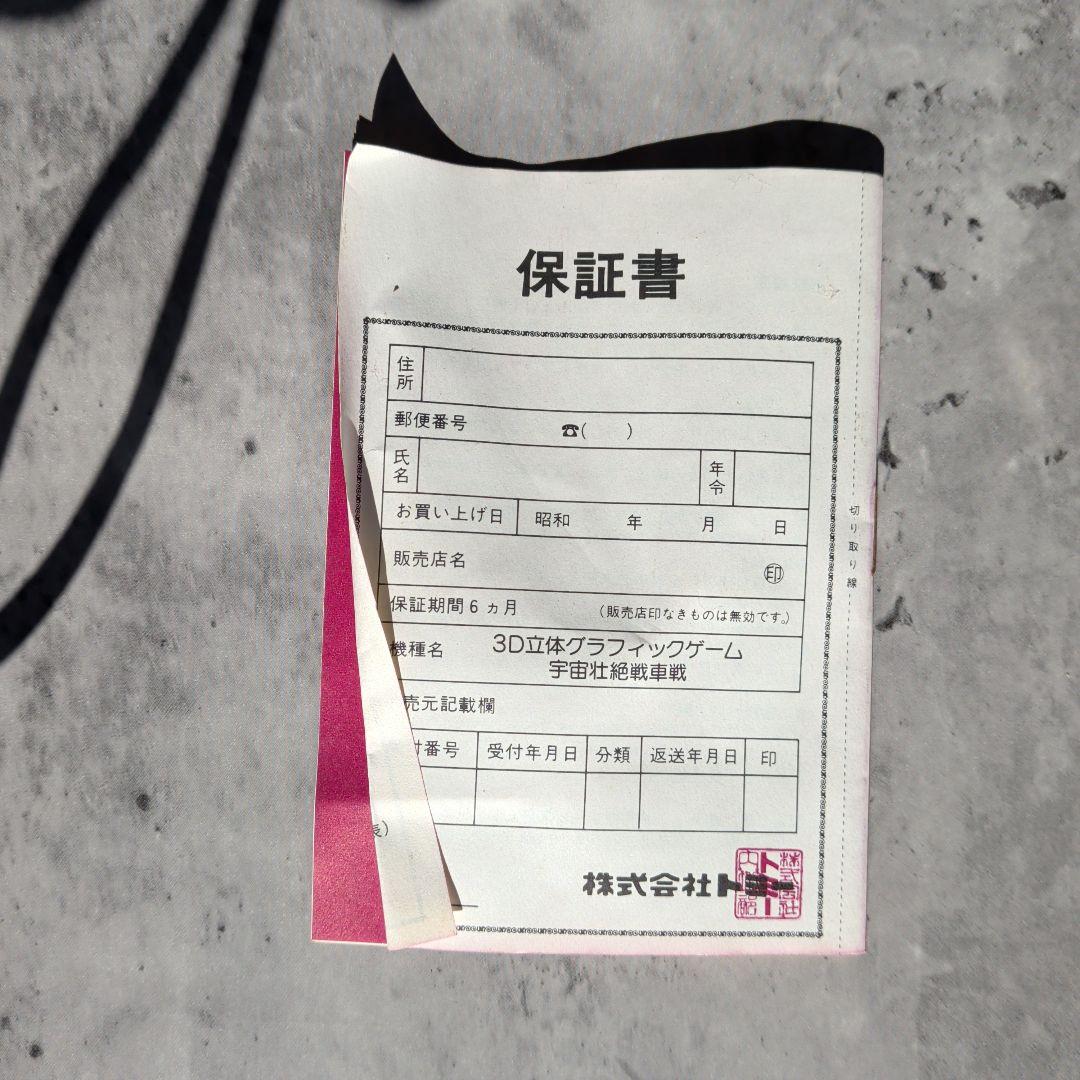 保証書
住所
郵便番号 ☎( )
氏名 年令
お買い上げ日 昭和 年 月 日
販売店名 ㊞
保証期間6ヵ月 (販売店印なきものは無効です。)
機種名 3D立体グラフィックゲーム
宇宙壮絶戦車戦
売元記載欄
付番号 受付年月日 分類 返送年月日 印
株式会社トミー
切り取り線